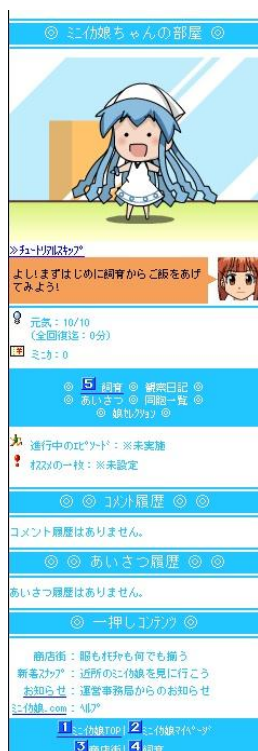 ◎ ﾐﾆｲｶ娘ちゃんの部屋 ◎
≫ﾁｭｰﾄﾘｱﾙｽｷｯﾌﾟ
よし!まずはじめに飼育からご飯をあげ
てみよう!
元気:10/10
(全回復迄:0分)
ﾐﾆｶ:0
◎ 5 飼育 ◎ 観察日記 ◎
◎ あいさつ ◎ 同胞一覧 ◎
◎ 娘ｾﾚｸｼｮﾝ ◎
進行中のｴﾋﾟｿｰﾄﾞ:※未実施
ｵｽｽﾒの一枚:※未設定
◎ ◎ ｺﾒﾝﾄ履歴 ◎ ◎
コメント履歴はありません。
◎ ◎ あいさつ履歴 ◎ ◎
あいさつ履歴はありません。
◎ 一押しｺﾝﾃﾝﾂ ◎
商店街:服もｵﾓﾁｬも何でも揃う
新着ｽﾅｯﾌﾟ:近所のﾐﾆｲｶ娘を見に行こう
お知らせ:運営事務局からのお知らせ
ﾐﾆｲｶ娘.com:ﾍﾙﾌﾟ
1 ﾐﾆｲｶ娘TOP| 2 ﾐﾆｲｶ娘ﾏｲﾍﾟｰｼﾞ
3 商店街| 4 飼育